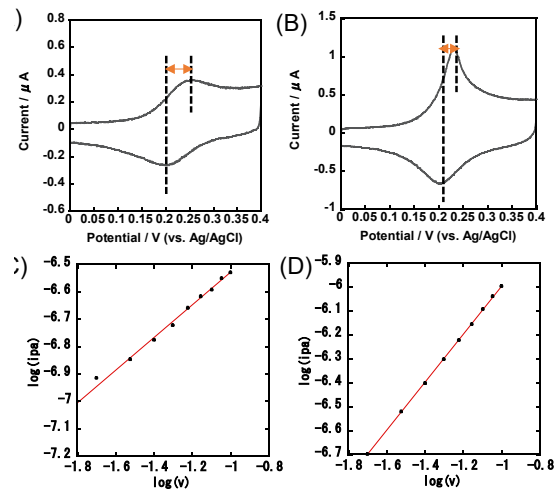 )
(B)
Current / μ A
0.8
0.6
0.4
0.2
0
-0.2
-0.4
-0.6
0 0.05 0.1 0.15 0.2 0.25 0.3 0.35 0.4
Potential / V (vs. Ag/AgCl)
Current / μ A
1.5
1
0.5
0
-0.5
-1
0 0.05 0.1 0.15 0.2 0.25 0.3 0.35 0.4
Potential / V (vs. Ag/AgCl)
C)
log(ipa)
-6.5
-6.6
-6.7
-6.8
-6.9
-7
-7.1
-7.2
-1.8 -1.6 -1.4 -1.2 -1 -0.8
log(v)
(D)
log(ipa)
-5.9
-6
-6.1
-6.2
-6.3
-6.4
-6.5
-6.6
-6.7
-1.8 -1.6 -1.4 -1.2 -1 -0.8
log(v)